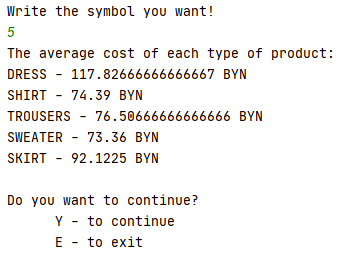 Write the symbol you want!
5
The average cost of each type of product:
DRESS - 117.82666666666667 BYN
SHIRT - 74.39 BYN
TROUSERS - 76.50666666666666 BYN
SWEATER - 73.36 BYN
SKIRT - 92.1225 BYN
Do you want to continue?
Y - to continue
E - to exit